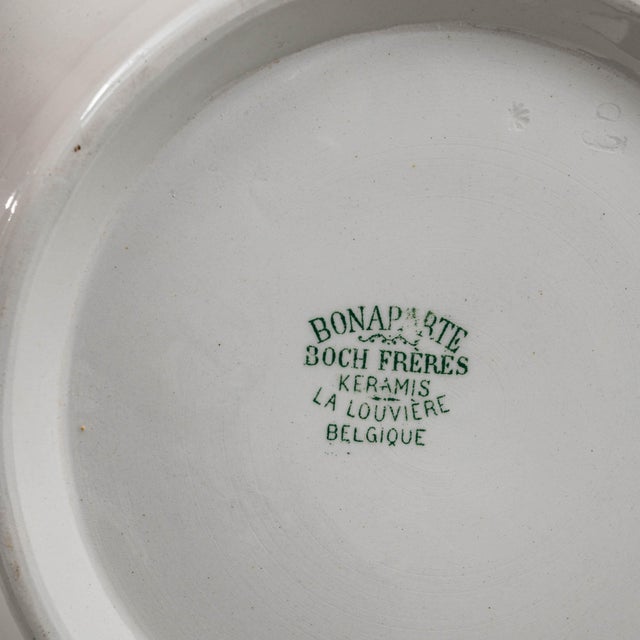 BONAPARTE
BOCH FRÈRES
KERAMIS
LA LOUVIÈRE
BELGIQUE